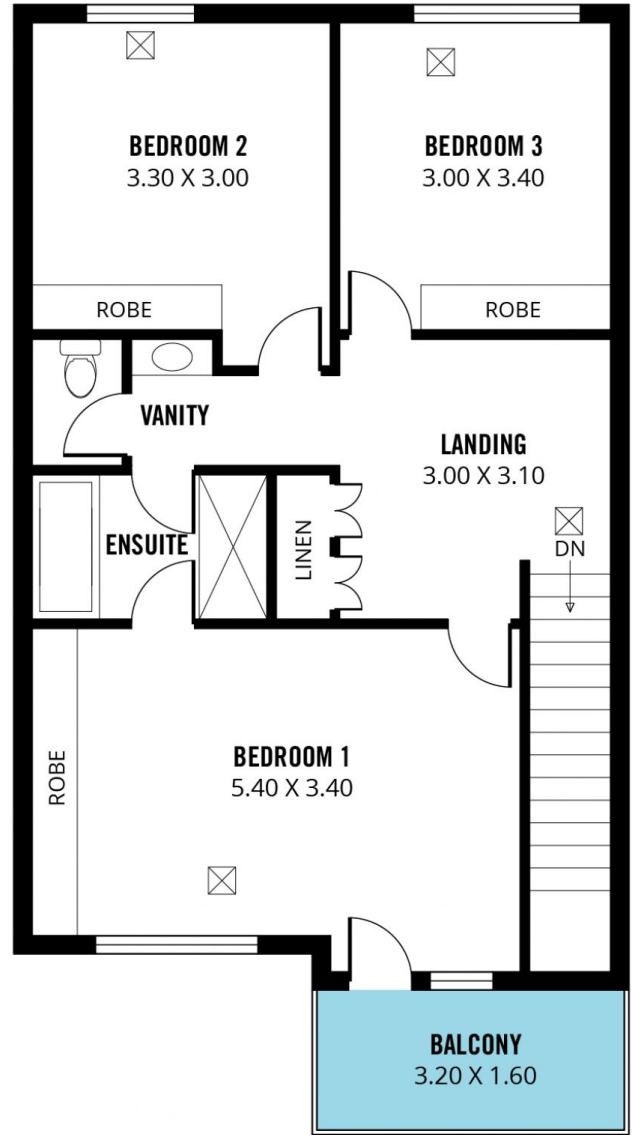 BEDROOM 2
3.30 X 3.00
BEDROOM 3
3.00 X 3.40
ROBE
ROBE
VANITY
LANDING
3.00 X 3.10
ENSUITE
LINEN
DN
BEDROOM 1
5.40 X 3.40
ROBE
BALCONY
3.20 X 1.60